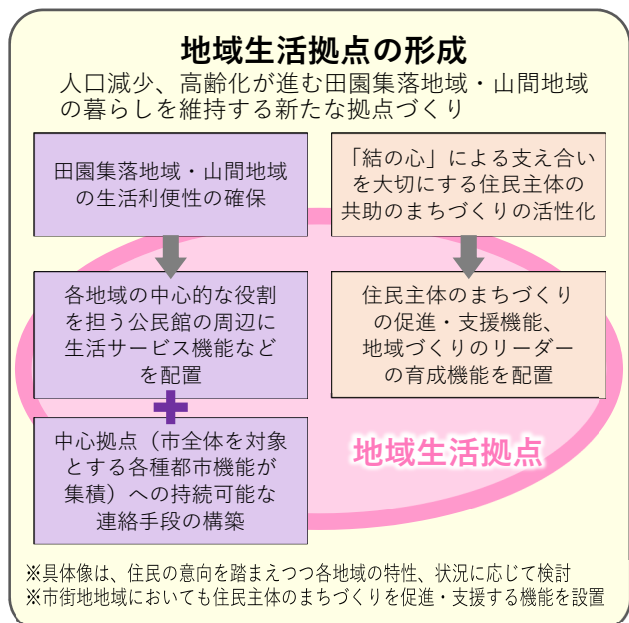 地域生活拠点の形成
人口減少、高齢化が進む田園集落地域・山間地域
の暮らしを維持する新たな拠点づくり
田園集落地域・山間地域
の生活利便性の確保
「結の心」による支え合い
を大切にする住民主体の
共助のまちづくりの活性化
各地域の中心的な役割
を担う公民館の周辺に
生活サービス機能など
を配置
住民主体のまちづくり
の促進・支援機能、
地域づくりのリーダー
の育成機能を配置
+
中心拠点（市全体を対象
とする各種都市機能が
集積）への持続可能な
連絡手段の構築
地域生活拠点
※具体像は、住民の意向を踏まえつつ各地域の特性、状況に応じて検討
※市街地地域においても住民主体のまちづくりを促進・支援する機能を設置